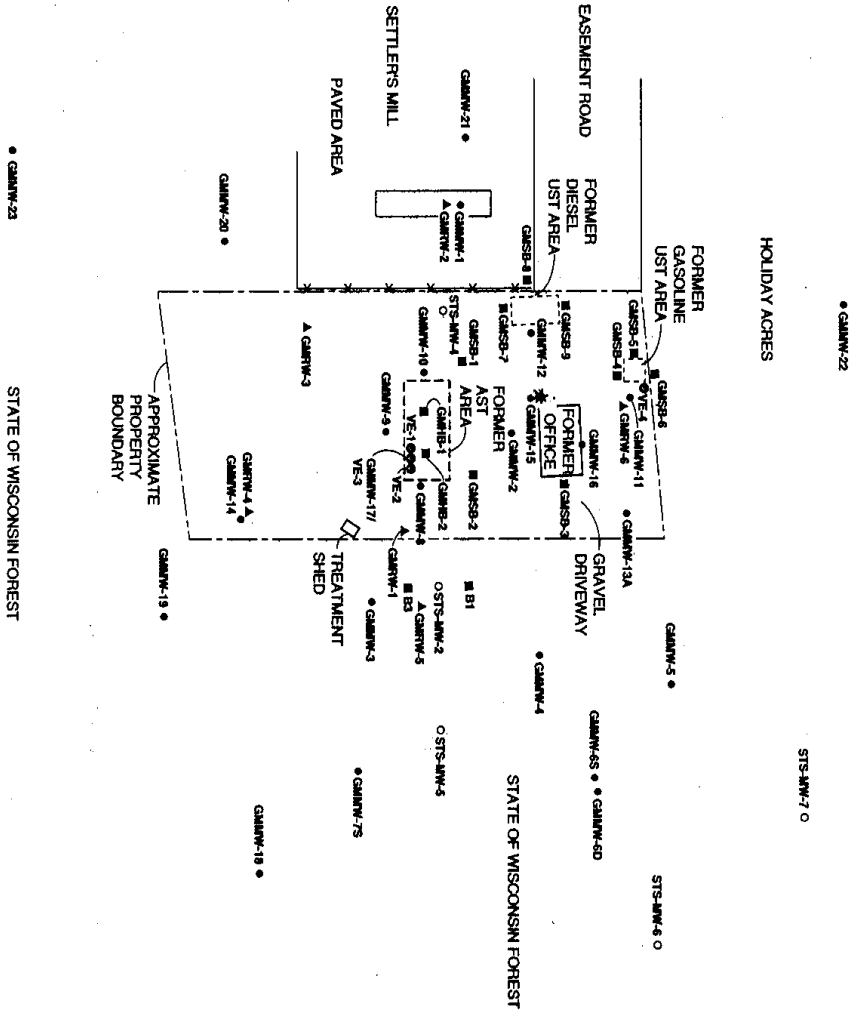 EASEMENT ROAD
SETTLER'S MILL
PAVED AREA
GMMW-21
GMMW-20
GMMW-23
GMMW-1
GMRW-2
FORMER
DIESEL
UST AREA
FORMER
GASOLINE
UST AREA
HOLIDAY ACRES
GMMW-22
GMSB-8
GMSB-7
GMSB-9
GMMW-12
GMSB-5
GMSB-4
GMSB-6
VE-4
GMMW-11
GMRW-6
STS-MW-4
GMSB-1
GMMW-10
GMRW-3
FORMER
AST
AREA
FORMER
OFFICE
GMMW-15
GMMW-2
GMMW-16
GMSB-3
GMMW-13A
GMHB-1
GMHB-2
GMSB-2
GMMW-9
VE-1
VE-2
GMMW-17/
VE-3
GMMW-8
GMRW-1
GMRW-4
GMMW-14
APPROXIMATE
PROPERTY
BOUNDARY
TREATMENT
SHED
GRAVEL
DRIVEWAY
STATE OF WISCONSIN FOREST
GMMW-19
B1
STS-MW-2
B3
GMRW-5
GMMW-3
GMMW-4
GMMW-5
GMMW-6S
GMMW-6D
STS-MW-5
GMMW-7S
GMMW-18
STS-MW-7
STS-MW-6
STATE OF WISCONSIN FOREST